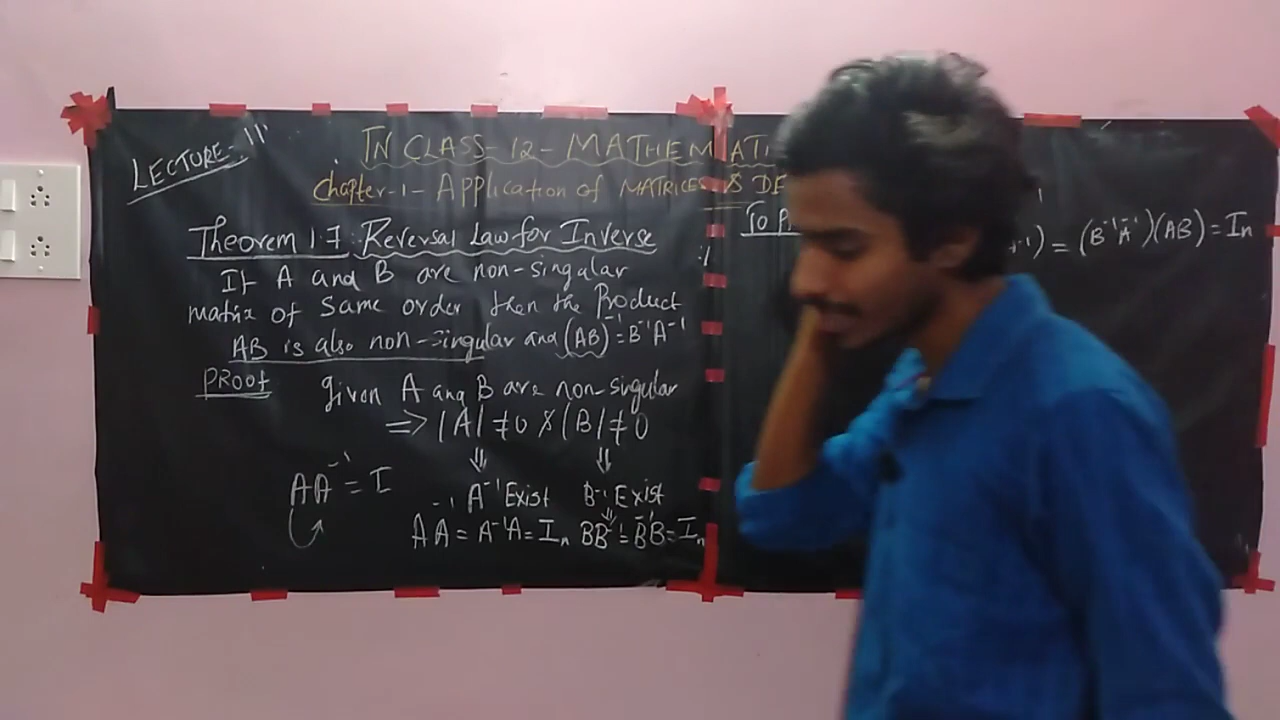 LECTURE-11
TN CLASS-12-MATHEMATI
Chapter-1-Application of MATRICES & DE
Theorem 1.7: Reversal Law for Inverse
If A and B are non-singular
matrix of Same order then the Product
AB is also non-singular and (AB)⁻¹=B⁻¹A⁻¹
PROOF
given A and B are non-singular
=> |A| ≠0 & |B| ≠0
⇓ ⇓
AA⁻¹ = I
A⁻¹ Exist B⁻¹ Exist
AA⁻¹ = A⁻¹A = Iₙ BB⁻¹ = B⁻¹B = Iₙ
To P
⁻¹) = (B⁻¹A⁻¹)(AB) = Iₙ